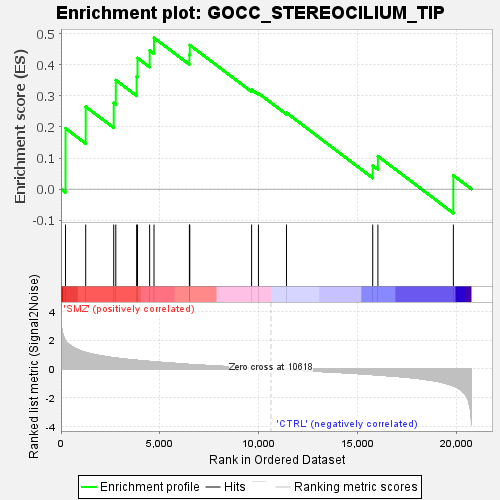 Enrichment plot: GOCC_STEREOCILIUM_TIP
Enrichment score (ES)
0.5
0.4
0.3
0.2
0.1
0.0
-0.1
'SMZ' (positively correlated)
Ranked list metric (Signal2Noise)
4
2
0
-2
-4
Zero cross at 10618
'CTRL' (negatively correlated)
0 5,000 10,000 15,000 20,000
Rank in Ordered Dataset
Enrichment profile Hits Ranking metric scores